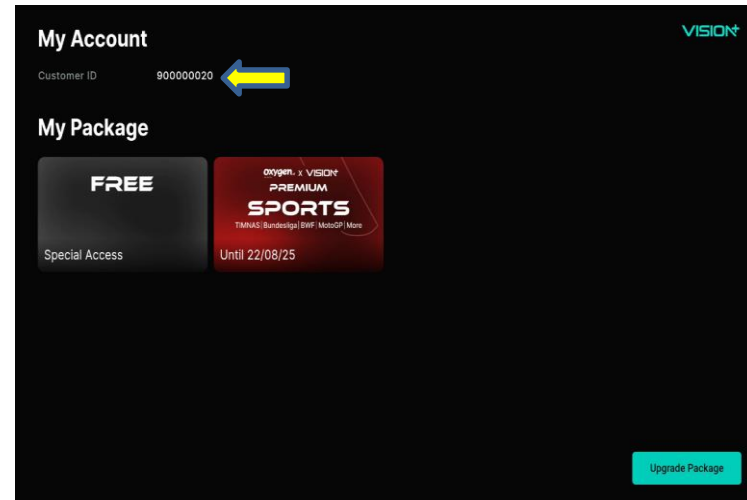 My Account
VISION+
Customer ID 900000020
My Package
FREE
Special Access
oxygen. x VISION+
PREMIUM
SPORTS
TIMNAS|Bundesliga|BWF|MotoGP|More
Until 22/08/25
Upgrade Package